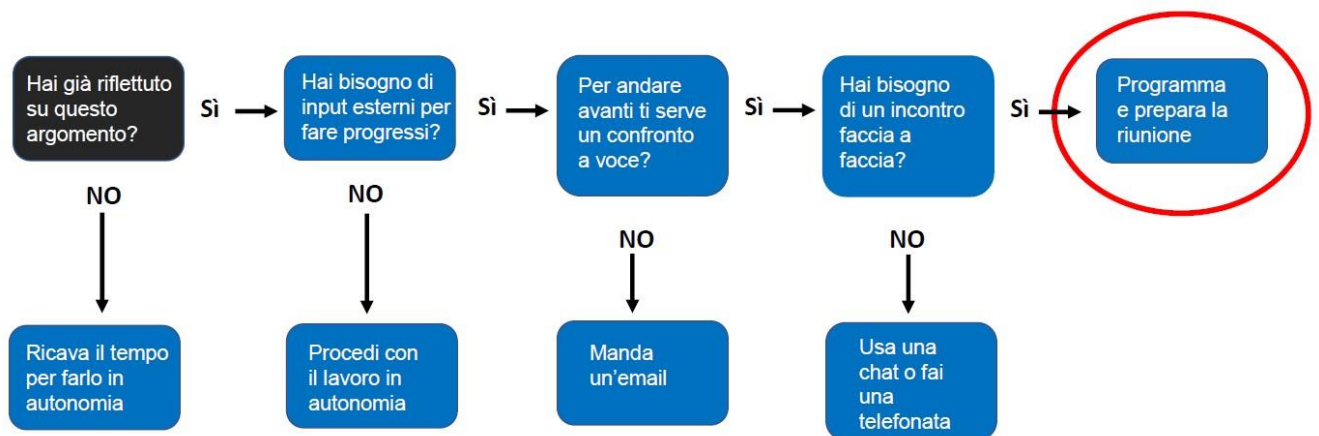 Hai già riflettuto
su questo
argomento?
Sì
Hai bisogno di
input esterni per
fare progressi?
Sì
Per andare
avanti ti serve
un confronto
a voce?
Sì
Hai bisogno
di un incontro
faccia a
faccia?
Sì
Programma
e prepara la
riunione
NO
NO
NO
NO
Ricava il tempo
per farlo in
autonomia
Procedi con
il lavoro in
autonomia
Manda
un'email
Usa una
chat o fai
una
telefonata